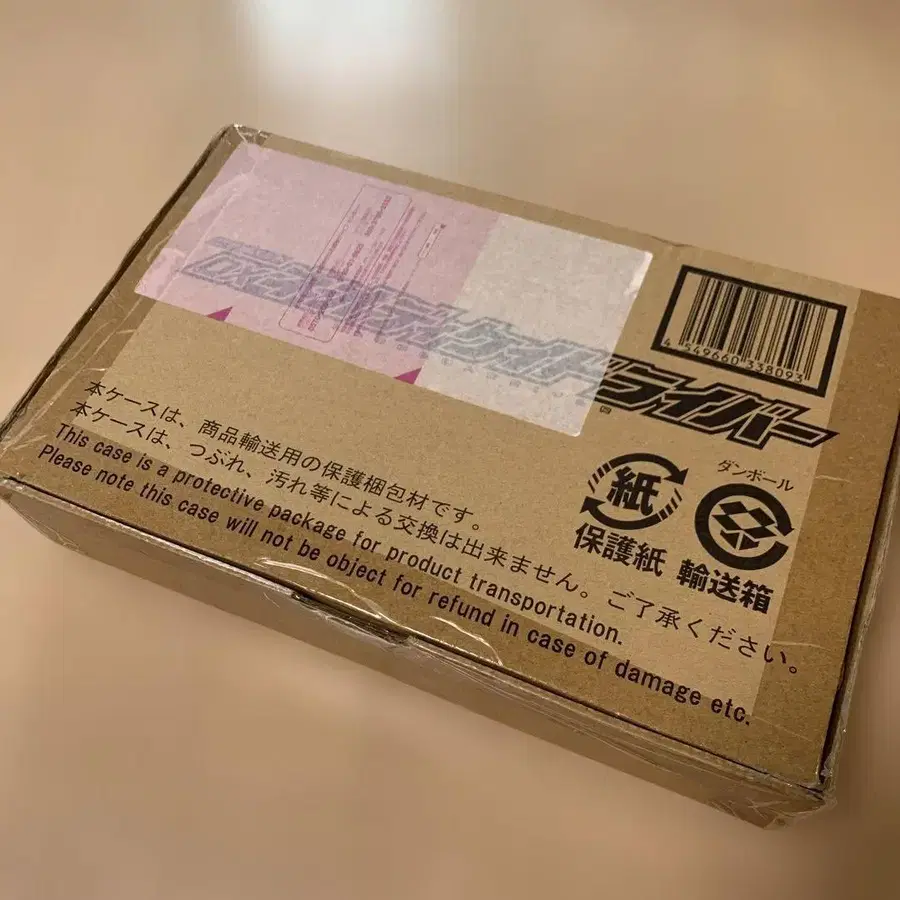 4 549660 338093
ライバー
本ケースは、商品輸送用の保護梱包材です。
本ケースは、つぶれ、汚れ等による交換は出来ません。ご了承ください。
This case is a protective package for product transportation.
Please note this case will not be object for refund in case of damage etc.
紙
保護紙
ダンボール
輸送箱